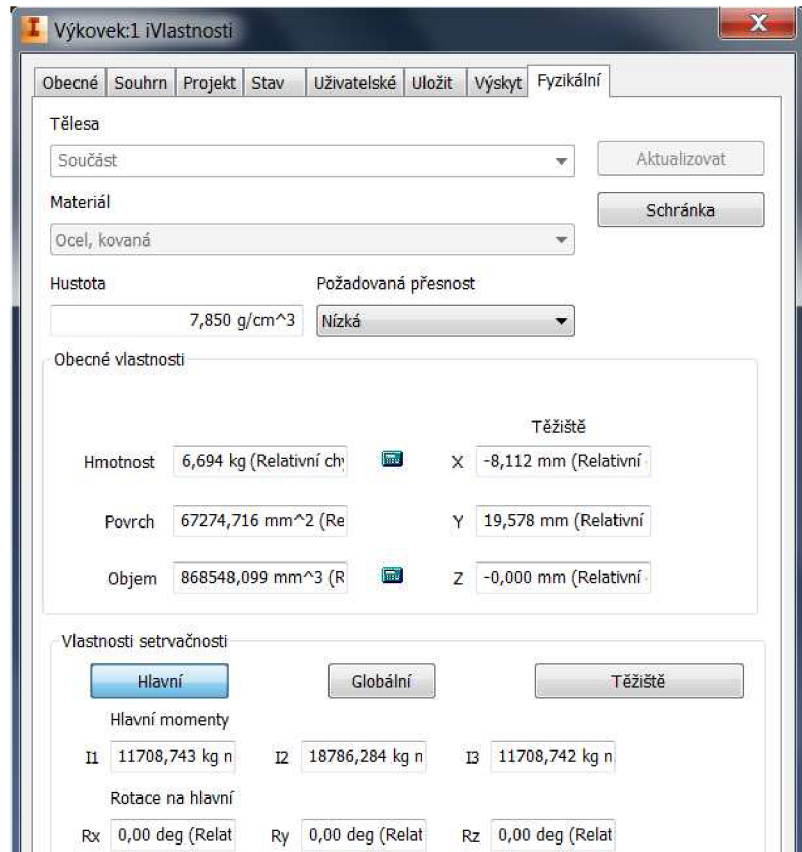 Výkovek:1 iVlastnosti
Obecné Souhrn Projekt Stav Uživatelské Uložit Výskyt Fyzikální
Tělesa
Součást Aktualizovat
Materiál
Schránka
Ocel, kovaná
Hustota Požadovaná přesnost
7,850 g/cm^3 Nízká
Obecné vlastnosti
Těžiště
Hmotnost 6,694 kg (Relativní ch X -8,112 mm (Relativní
Povrch 67274,716 mm^2 (Re Y 19,578 mm (Relativní
Objem 868548,099 mm^3 (R Z -0,000 mm (Relativní
Vlastnosti setrvačnosti
Hlavní Globální Těžiště
Hlavní momenty
I1 11708,743 kg n I2 18786,284 kg n I3 11708,742 kg n
Rotace na hlavní
Rx 0,00 deg (Relat Ry 0,00 deg (Relat Rz 0,00 deg (Relat